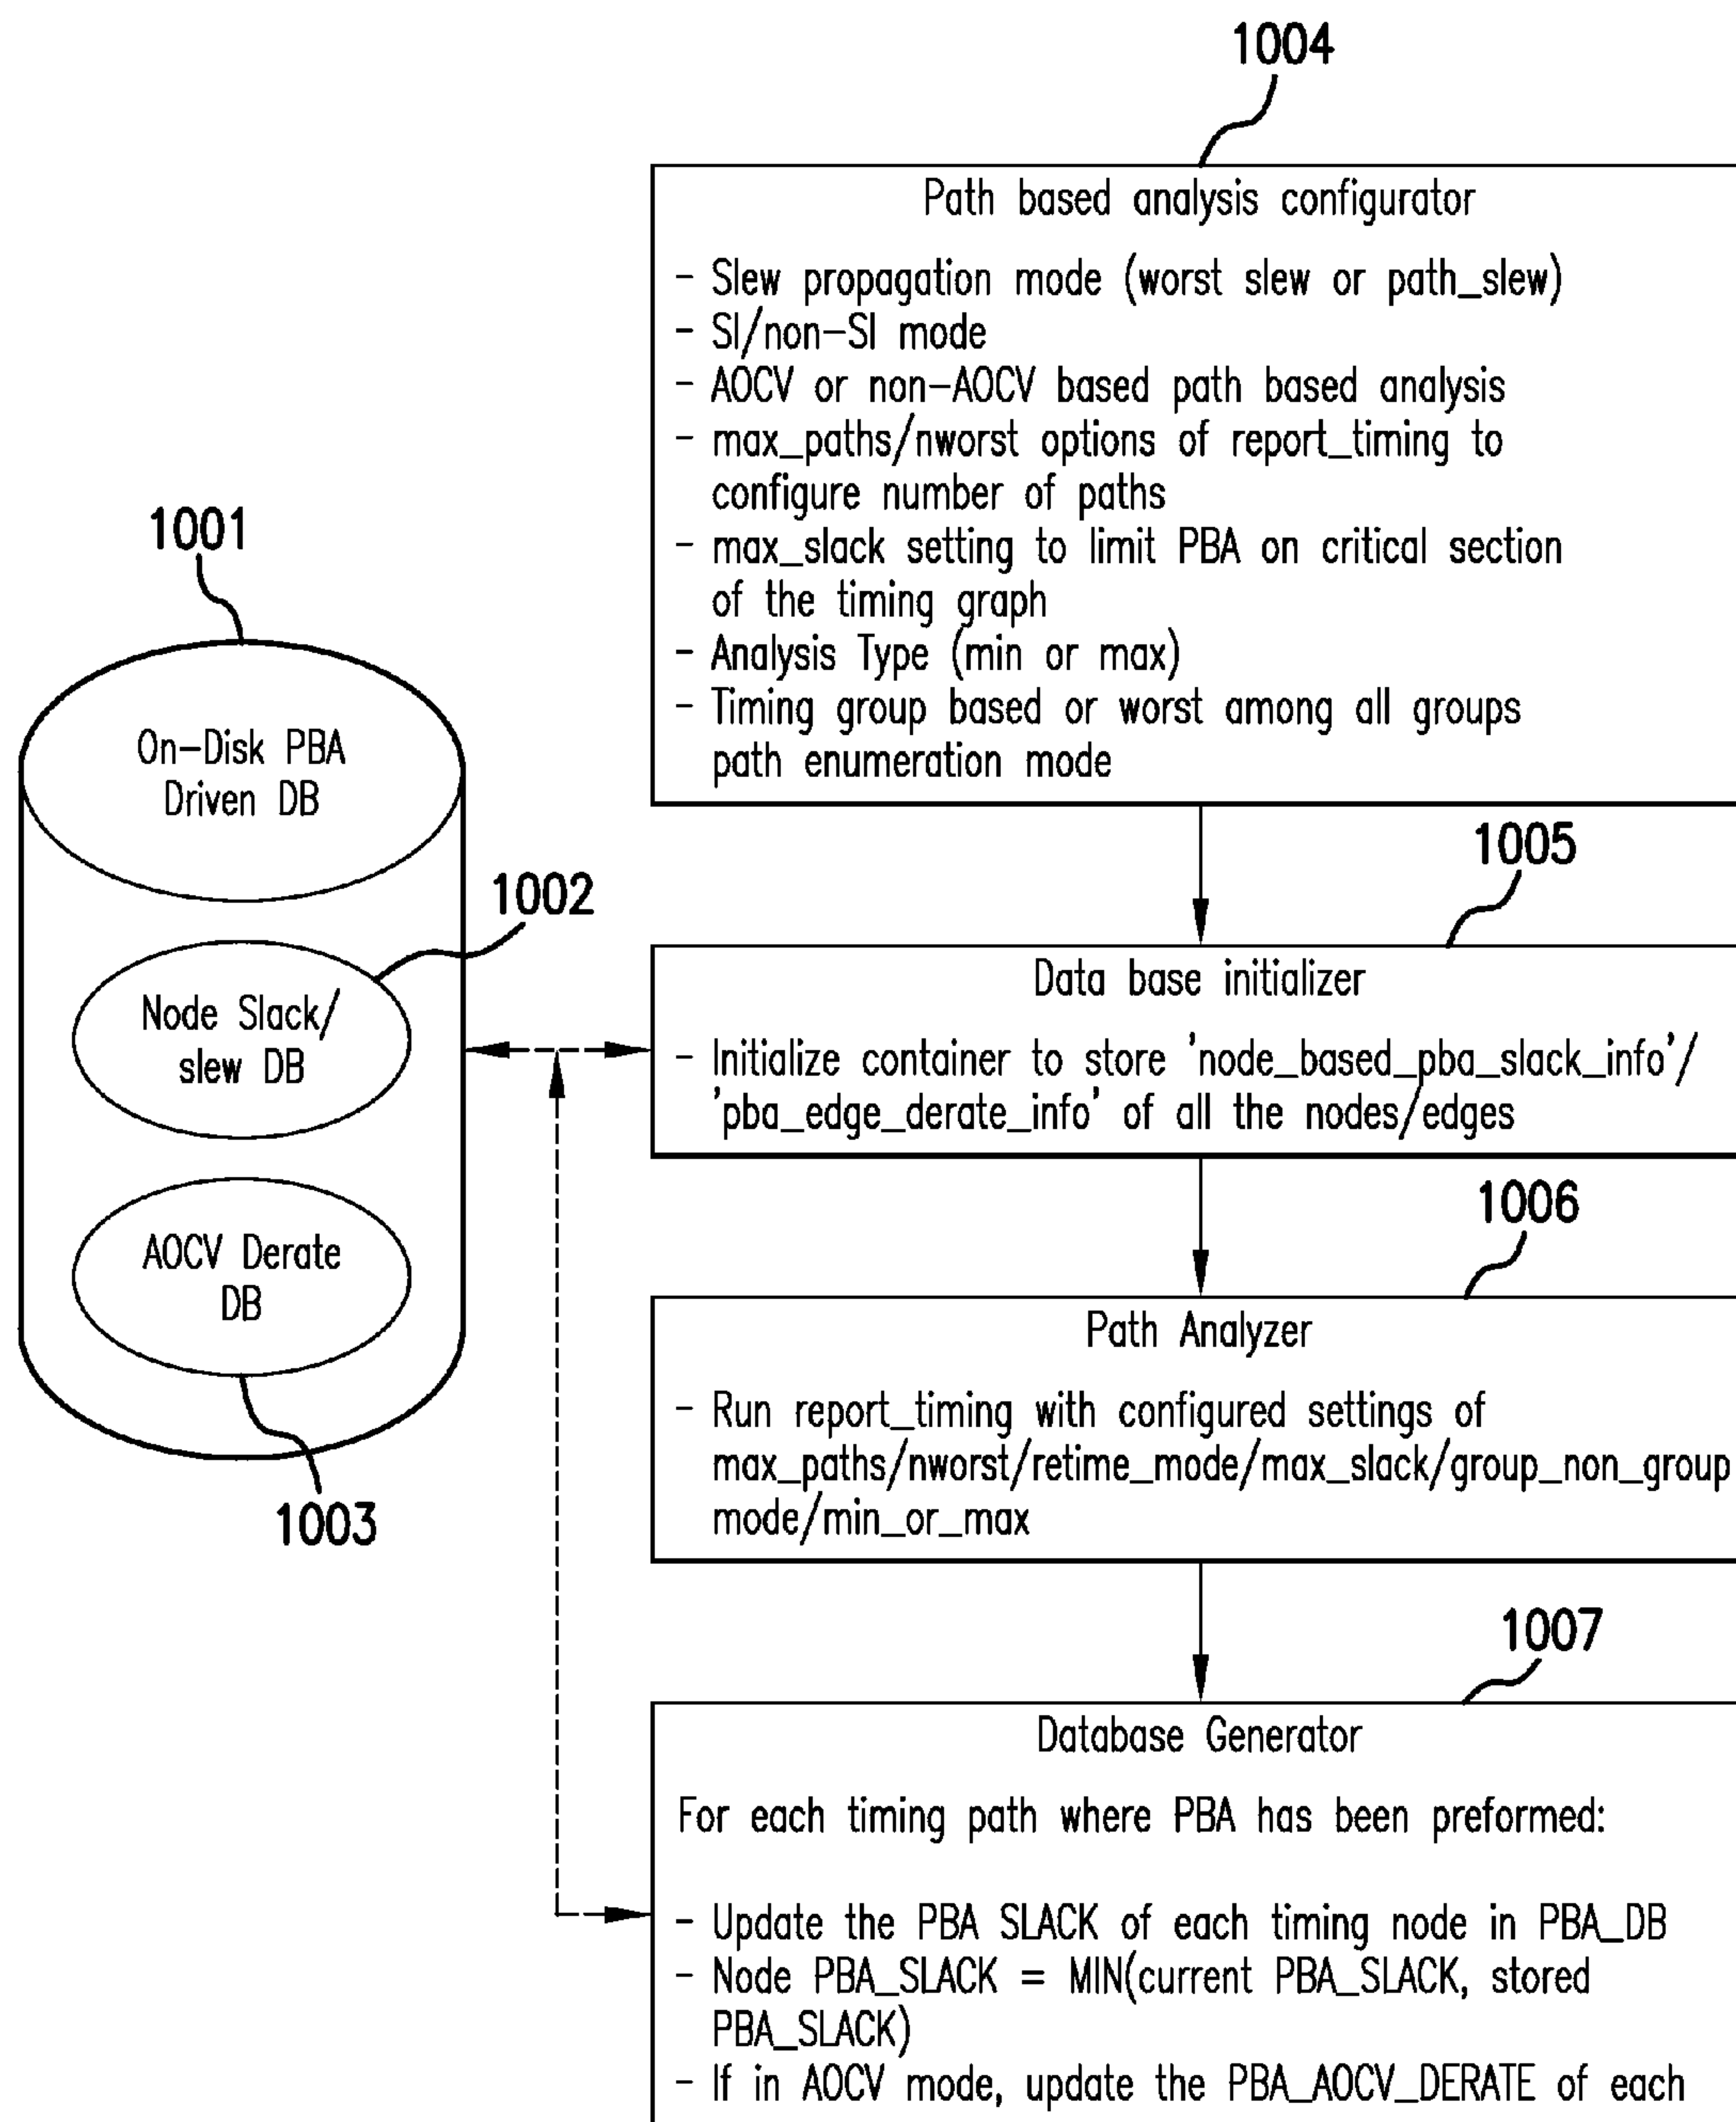 1004
Path based analysis configurator
- Slew propagation mode (worst slew or path_slew)
- SI/non-SI mode
- AOCV or non-AOCV based path based analysis
- max_paths/nworst options of report_timing to
configure number of paths
- max_slack setting to limit PBA on critical section
of the timing graph
- Analysis Type (min or max)
- Timing group based or worst among all groups
path enumeration mode
1001
On-Disk PBA
Driven DB
1002
Node Slack/
slew DB
AOCV Derate
DB
1003
1005
Data base initializer
- Initialize container to store 'node_based_pba_slack_info'/
'pba_edge_derate_info' of all the nodes/edges
1006
Path Analyzer
- Run report_timing with configured settings of
max_paths/nworst/retime_mode/max_slack/group_non_group
mode/min_or_max
1007
Database Generator
For each timing path where PBA has been preformed:
- Update the PBA SLACK of each timing node in PBA_DB
- Node PBA_SLACK = MIN(current PBA_SLACK, stored
PBA_SLACK)
- If in AOCV mode, update the PBA_AOCV_DERATE of each